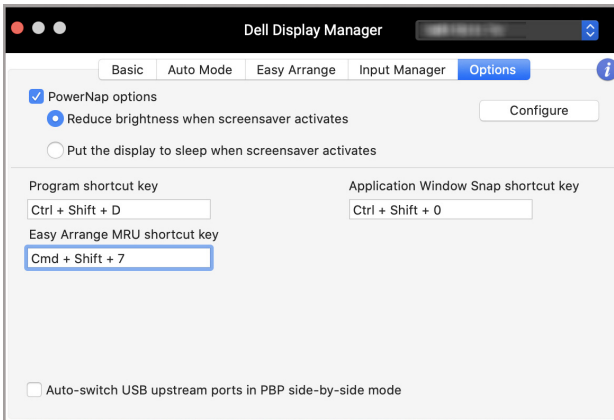 Dell Display Manager
Basic Auto Mode Easy Arrange Input Manager Options i
PowerNap options
Configure
Reduce brightness when screensaver activates
Put the display to sleep when screensaver activates
Program shortcut key
Application Window Snap shortcut key
Ctrl + Shift + D
Ctrl + Shift + 0
Easy Arrange MRU shortcut key
Cmd + Shift + 7
Auto-switch USB upstream ports in PBP side-by-side mode